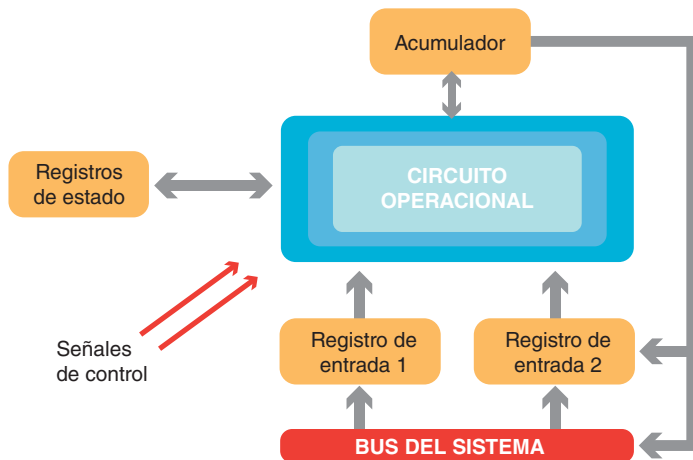 Acumulador
CIRCUITO
OPERACIONAL
Registros
de estado
Señales
de control
Registro de
entrada 1
Registro de
entrada 2
BUS DEL SISTEMA